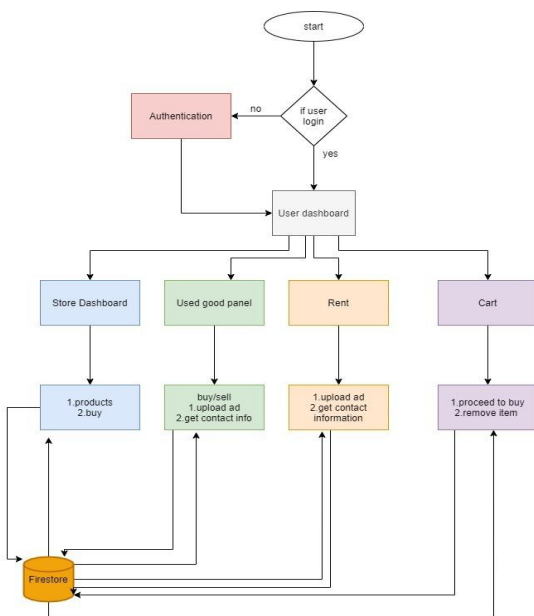 start
if user
login
no
Authentication
yes
User dashboard
Store Dashboard
Used good panel
Rent
Cart
1.products
2.buy
buy/sell
1.upload ad
2.get contact info
1.upload ad
2.get contact
information
1.proceed to buy
2.remove item
Firestore